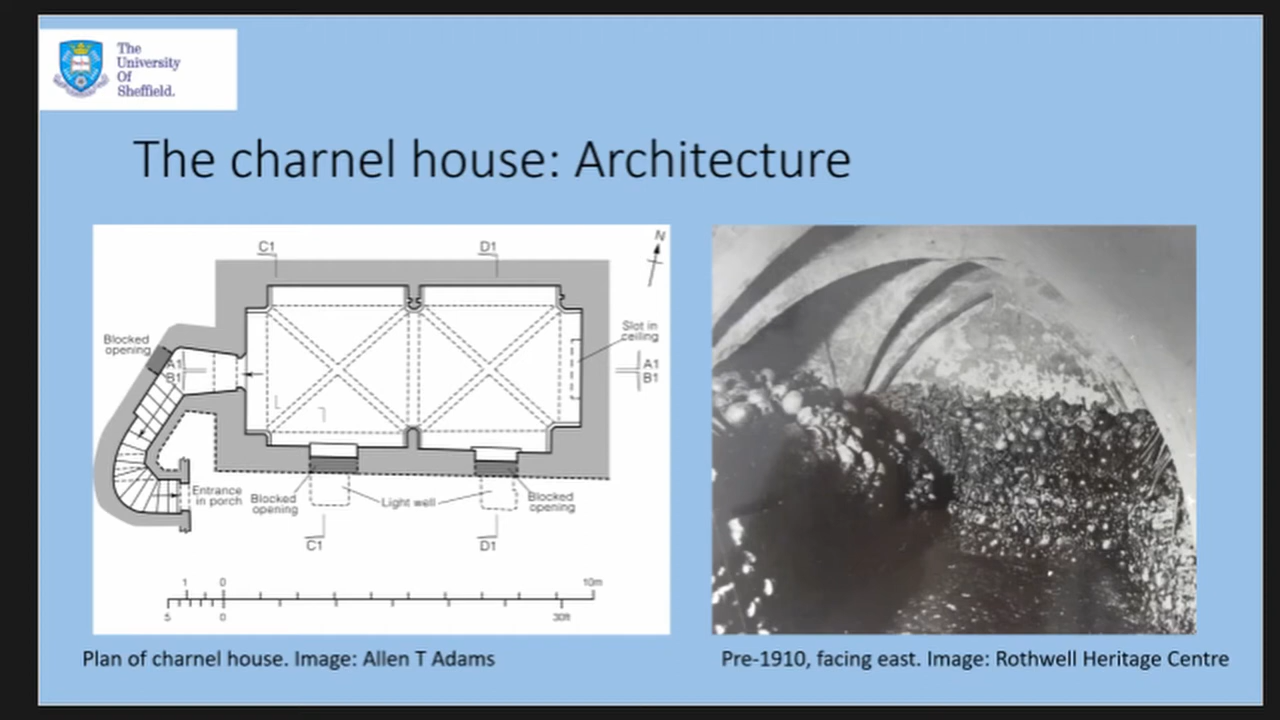 The
University
Of
Sheffield.
The charnel house: Architecture
C1
D1
N
Blocked
opening
A1
B1
Slot in
ceiling
A1
B1
Entrance
in porch
Blocked
opening
Light well
Blocked
opening
C1
D1
1 0 10m
5 0 30ft
Plan of charnel house. Image: Allen T Adams
Pre-1910, facing east. Image: Rothwell Heritage Centre